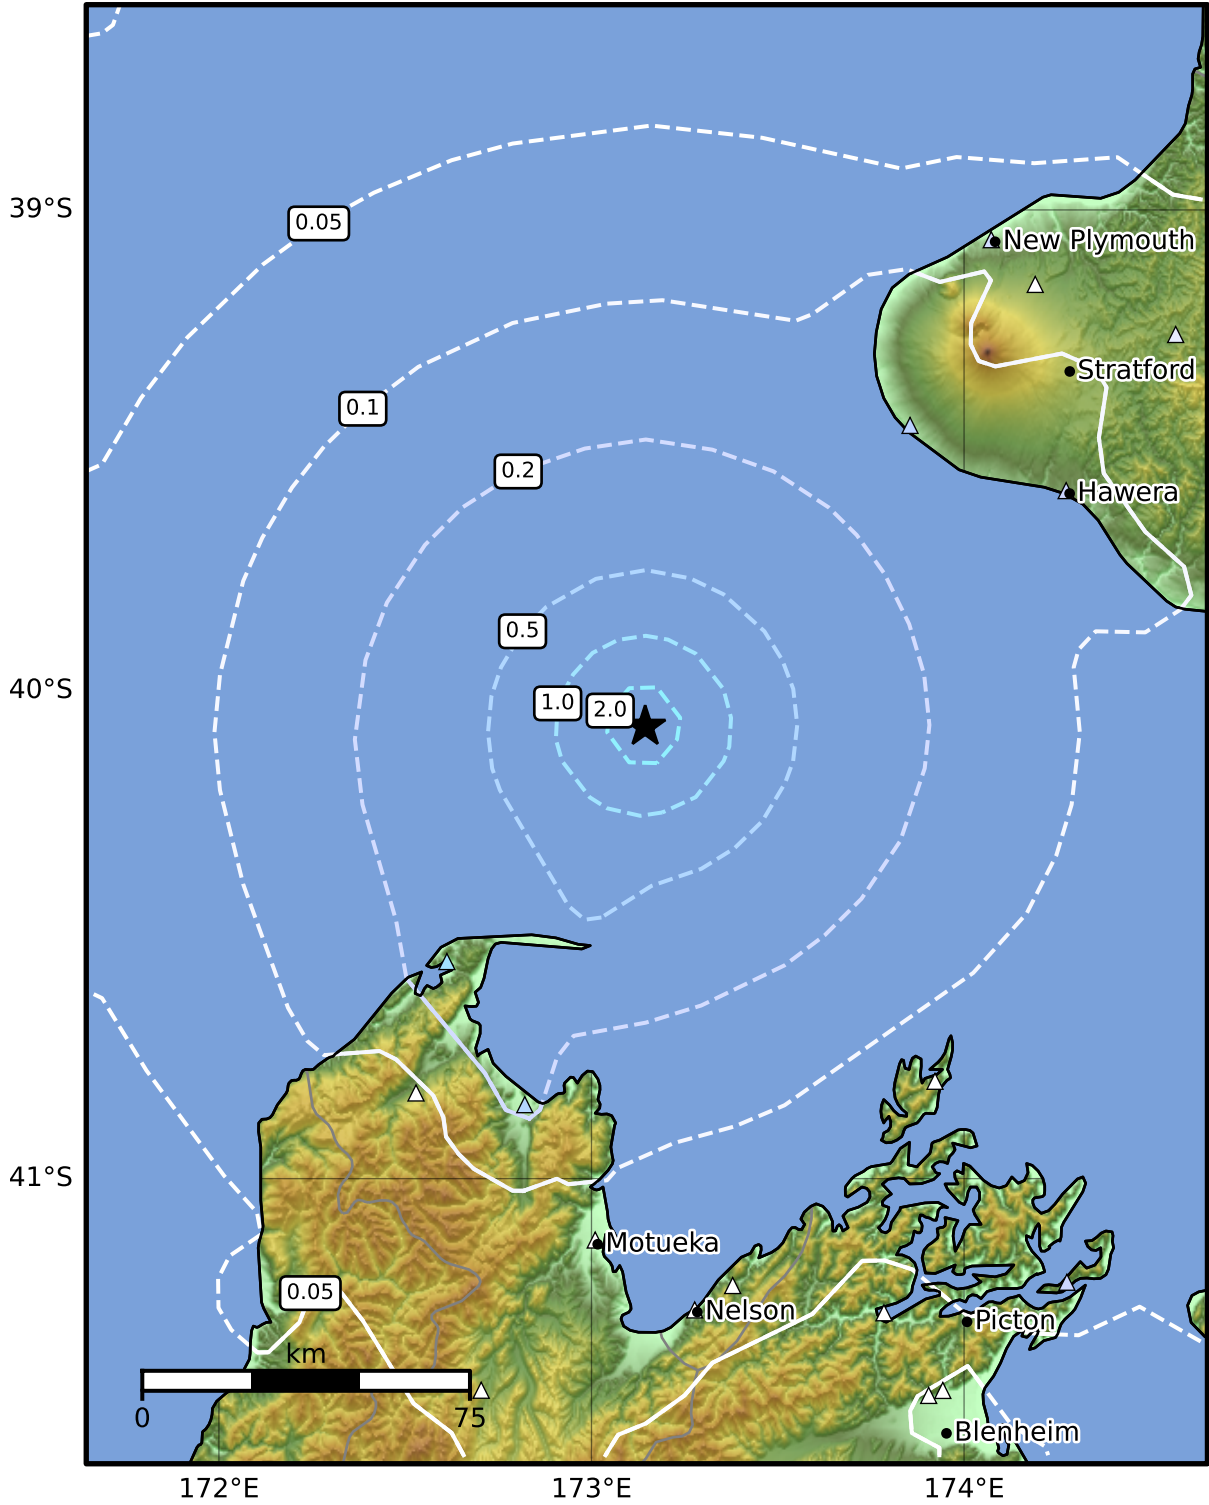 39°S
0.05
New Plymouth
Stratford
0.1
0.2
Hawera
0.5
40°S
1.0
2.0
41°S
Motueka
0.05
Nelson
Picton
km
0
75
Blenheim
172°E
173°E
174°E